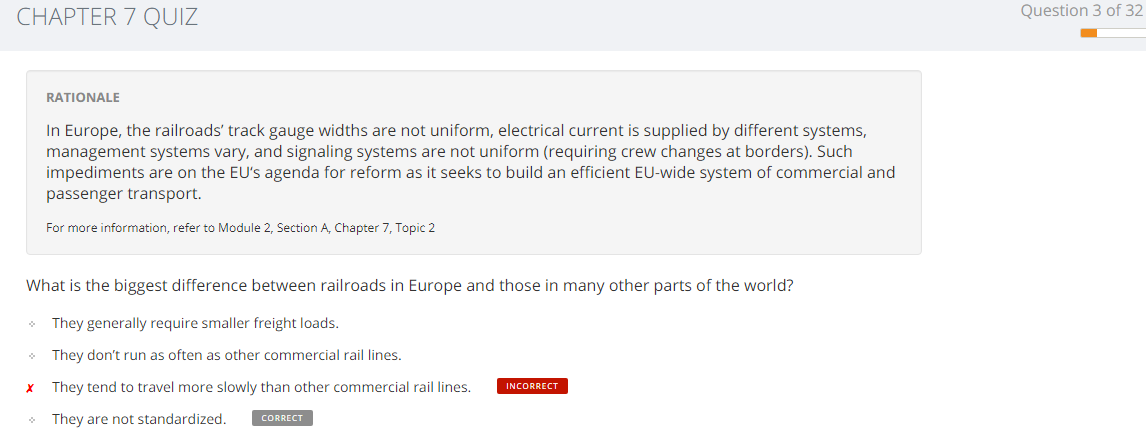 CHAPTER 7 QUIZ
Question 3 of 32
RATIONALE
In Europe, the railroads’ track gauge widths are not uniform, electrical current is supplied by different systems,
management systems vary, and signaling systems are not uniform (requiring crew changes at borders). Such
impediments are on the EU’s agenda for reform as it seeks to build an efficient EU-wide system of commercial and
passenger transport.
For more information, refer to Module 2, Section A, Chapter 7, Topic 2
What is the biggest difference between railroads in Europe and those in many other parts of the world?
They generally require smaller freight loads.
They don’t run as often as other commercial rail lines.
✗ They tend to travel more slowly than other commercial rail lines. INCORRECT
They are not standardized. CORRECT